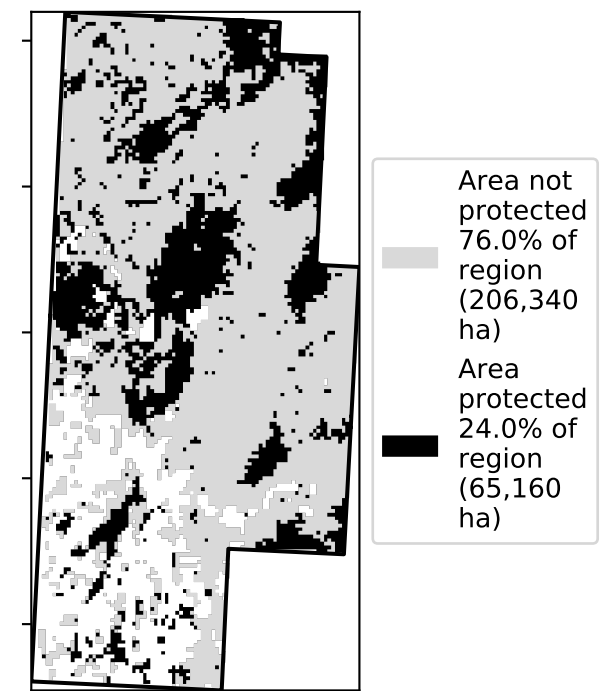 Area not
protected
76.0% of
region
(206,340
ha)
Area
protected
24.0% of
region
(65,160
ha)